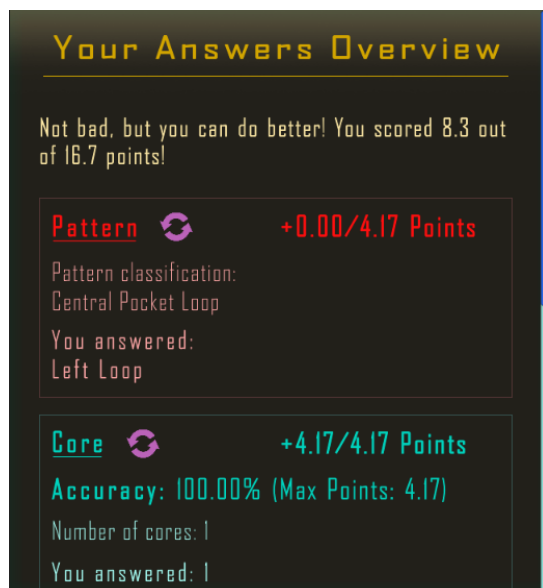 Your Answers Overview
Not bad, but you can do better! You scored 8.3 out
of 16.7 points!
Pattern +0.00/4.17 Points
Pattern classification:
Central Pocket Loop
You answered:
Left Loop
Core +4.17/4.17 Points
Accuracy: 100.00% (Max Points: 4.17)
Number of cores: 1
You answered: 1